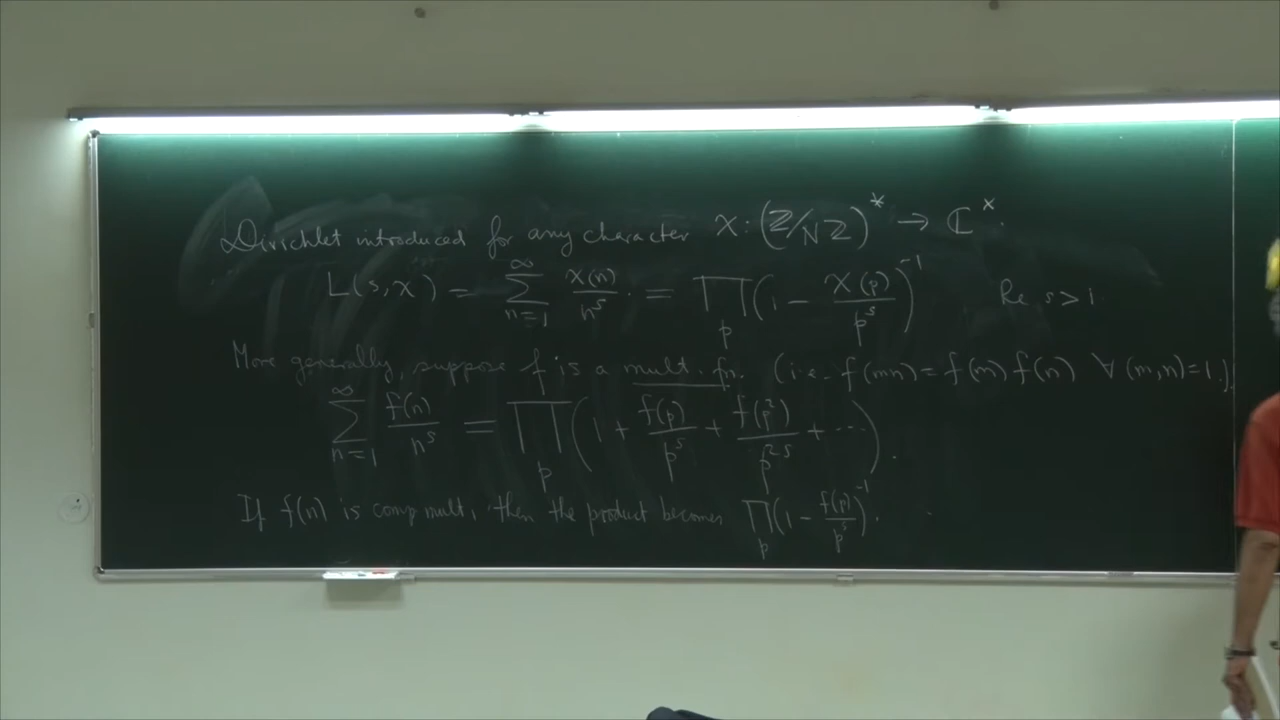 Dirichlet introduced for any character χ: (ℤ/Nℤ)^* → ℂ^×.
L(s,χ) = ∑_{n=1}^{∞} χ(n)/n^s = ∏_p (1 - χ(p)/p^s)^{-1} Re s > 1.
More generally, suppose f is a mult. fn. (i.e. f(mn) = f(m) f(n) ∀ (m,n)=1.)
∑_{n=1}^{∞} f(n)/n^s = ∏_p (1 + f(p)/p^s + f(p^2)/p^{2s} + ⋯).
If f(n) is comp mult, then the product becomes ∏_p (1 - f(p)/p^s)^{-1}.